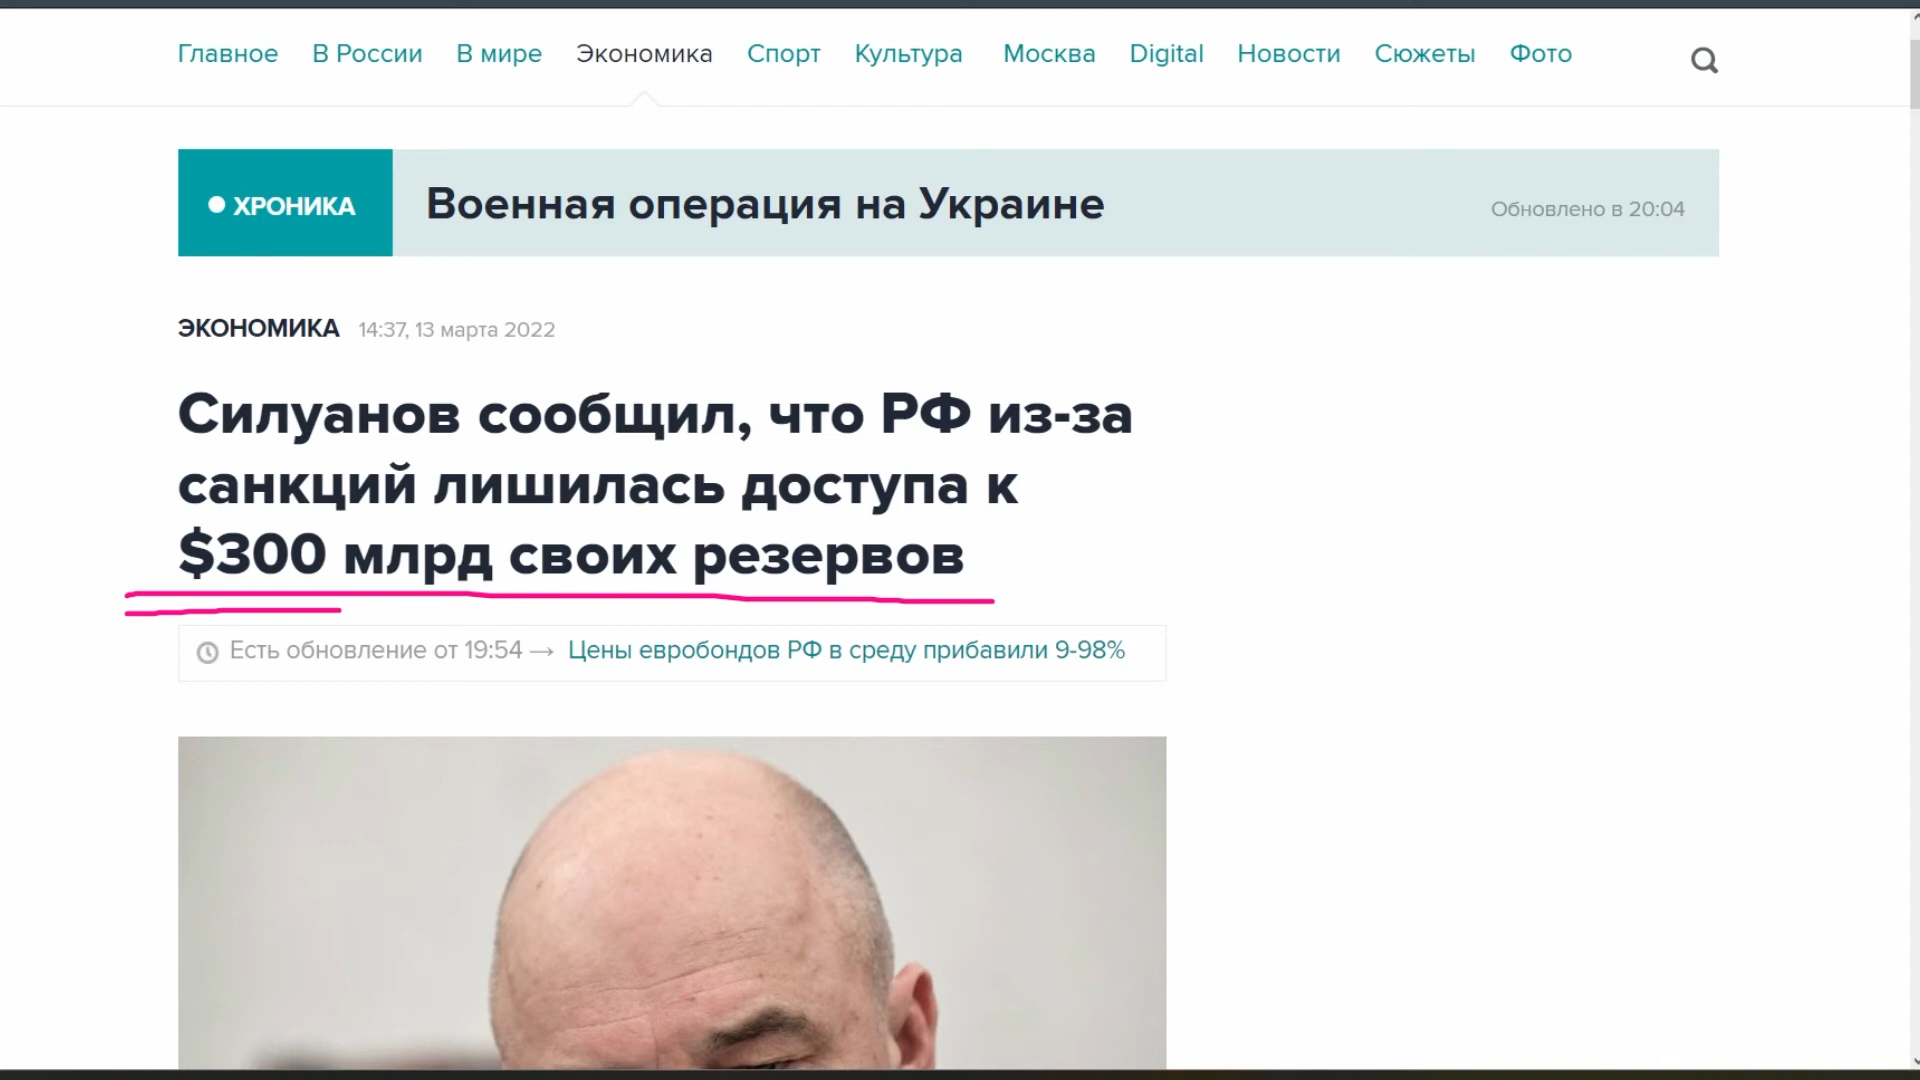 Главное В России В мире Экономика Спорт Культура Москва Digital Новости Сюжеты Фото
ХРОНИКА Военная операция на Украине Обновлено в 20:04
ЭКОНОМИКА 14:37, 13 марта 2022
Силуанов сообщил, что РФ из-за
санкций лишилась доступа к
$300 млрд своих резервов
Есть обновление от 19:54 → Цены евробондов РФ в среду прибавили 9-98%